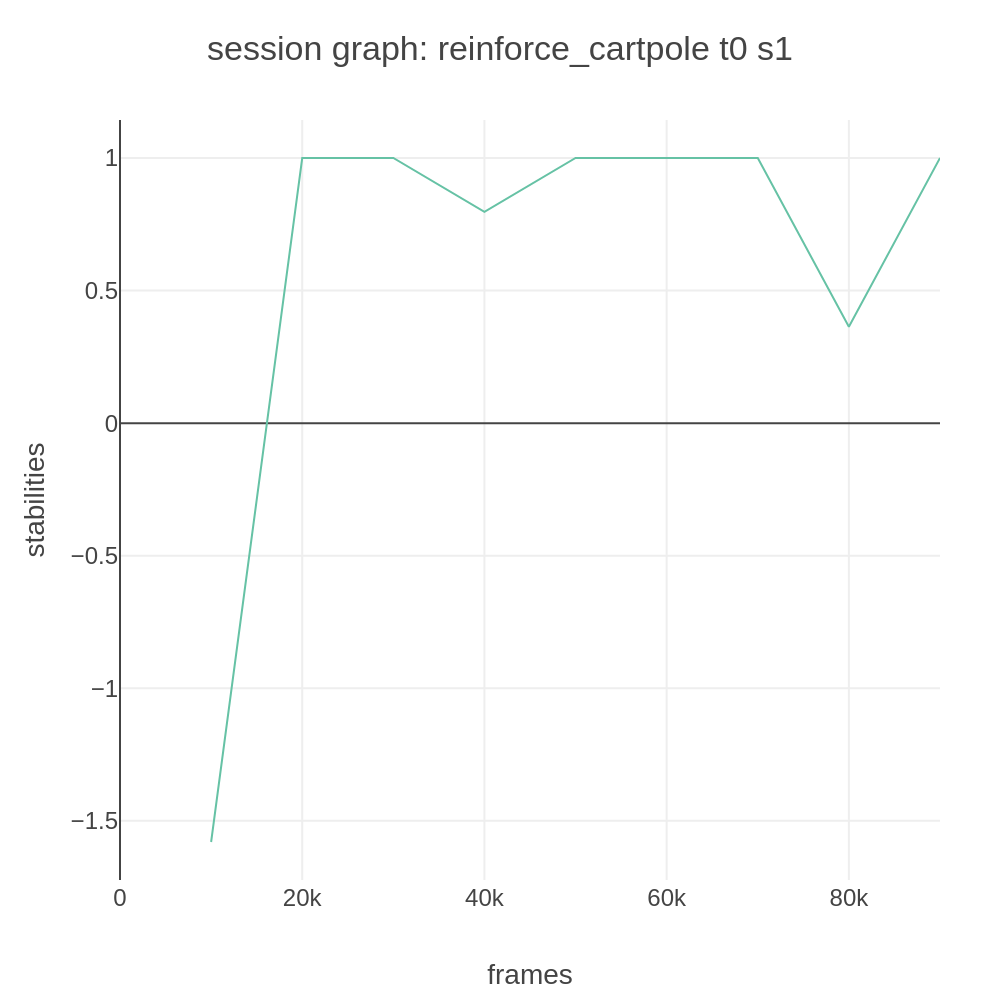 session graph: reinforce_cartpole t0 s1
1
0.5
0
−0.5
−1
−1.5
stabilities
0 20k 40k 60k 80k
frames